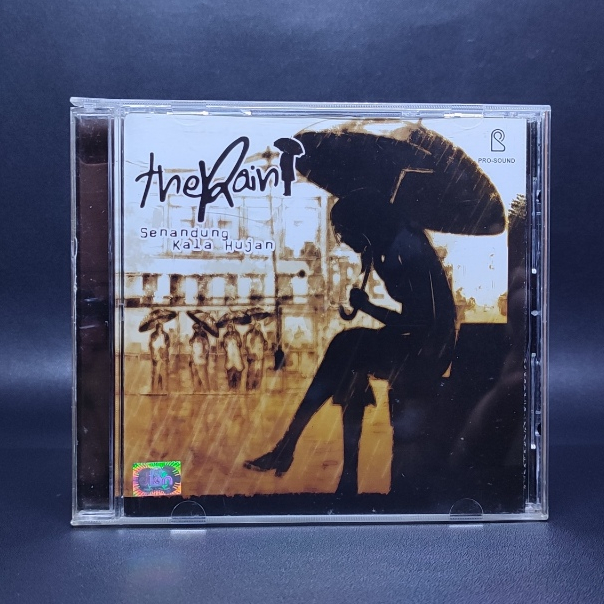 theRain
Senandung
Kala Hujan
PRO-SOUND